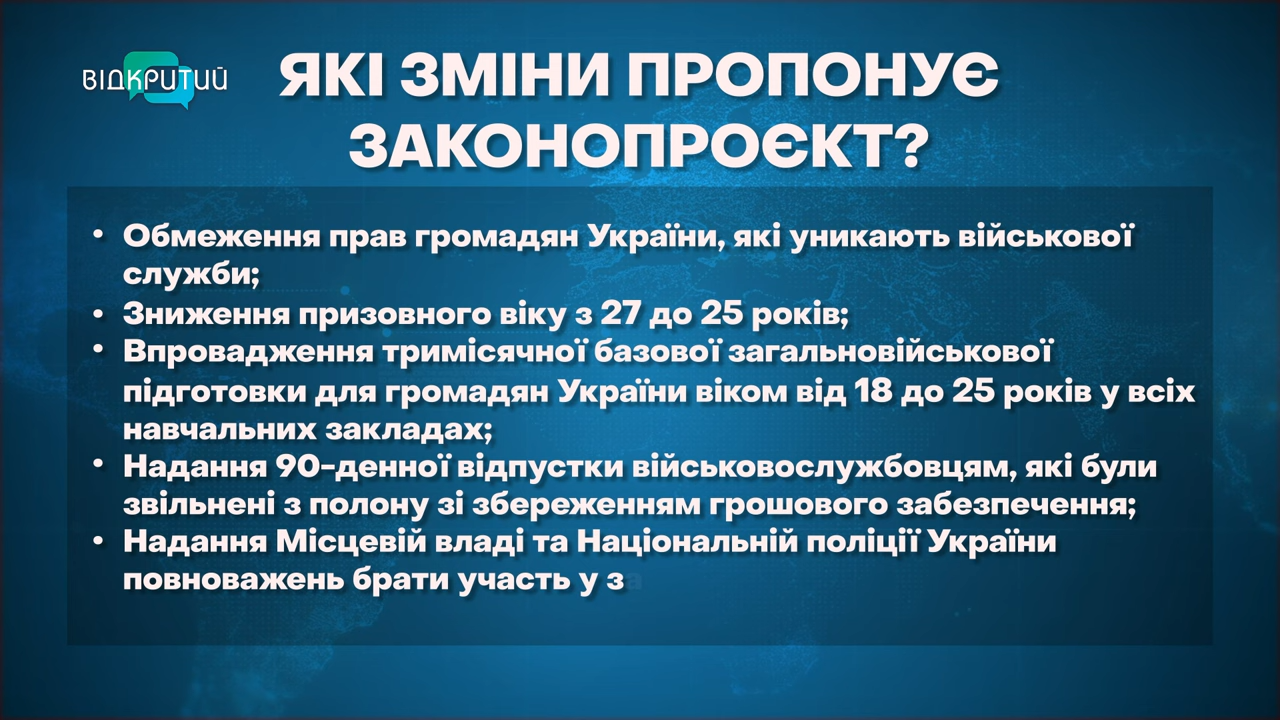 ВІДКРИТИЙ
ЯКІ ЗМІНИ ПРОПОНУЄ
ЗАКОНОПРОЄКТ?
• Обмеження прав громадян України, які уникають військової
служби;
• Зниження призовного віку з 27 до 25 років;
• Впровадження тримісячної базової загальновійськової
підготовки для громадян України віком від 18 до 25 років у всіх
навчальних закладах;
• Надання 90-денної відпустки військовослужбовцям, які були
звільнені з полону зі збереженням грошового забезпечення;
• Надання Місцевій владі та Національній поліції України
повноважень брати участь у за